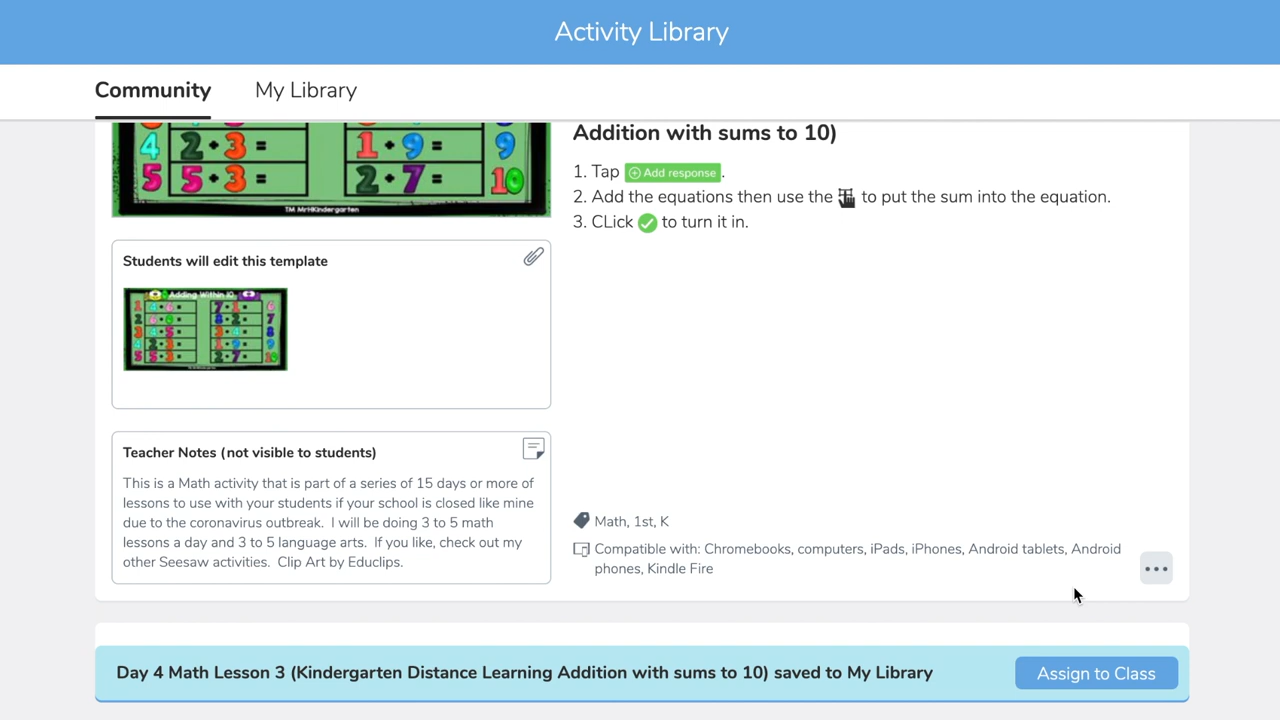 Activity Library
Community
My Library
4 2 + 3 = 1 + 9 = 9
5 5 + 3 = 2 + 7 = 10
TM MrHKindergarten
Addition with sums to 10)
1. Tap Add response.
2. Add the equations then use the to put the sum into the equation.
3. CLick to turn it in.
Students will edit this template
Adding Within 10
Teacher Notes (not visible to students)
This is a Math activity that is part of a series of 15 days or more of
lessons to use with your students if your school is closed like mine
due to the coronavirus outbreak. I will be doing 3 to 5 math
lessons a day and 3 to 5 language arts. If you like, check out my
other Seesaw activities. Clip Art by Educlips.
Math, 1st, K
Compatible with: Chromebooks, computers, iPads, iPhones, Android tablets, Android
phones, Kindle Fire
Day 4 Math Lesson 3 (Kindergarten Distance Learning Addition with sums to 10) saved to My Library
Assign to Class